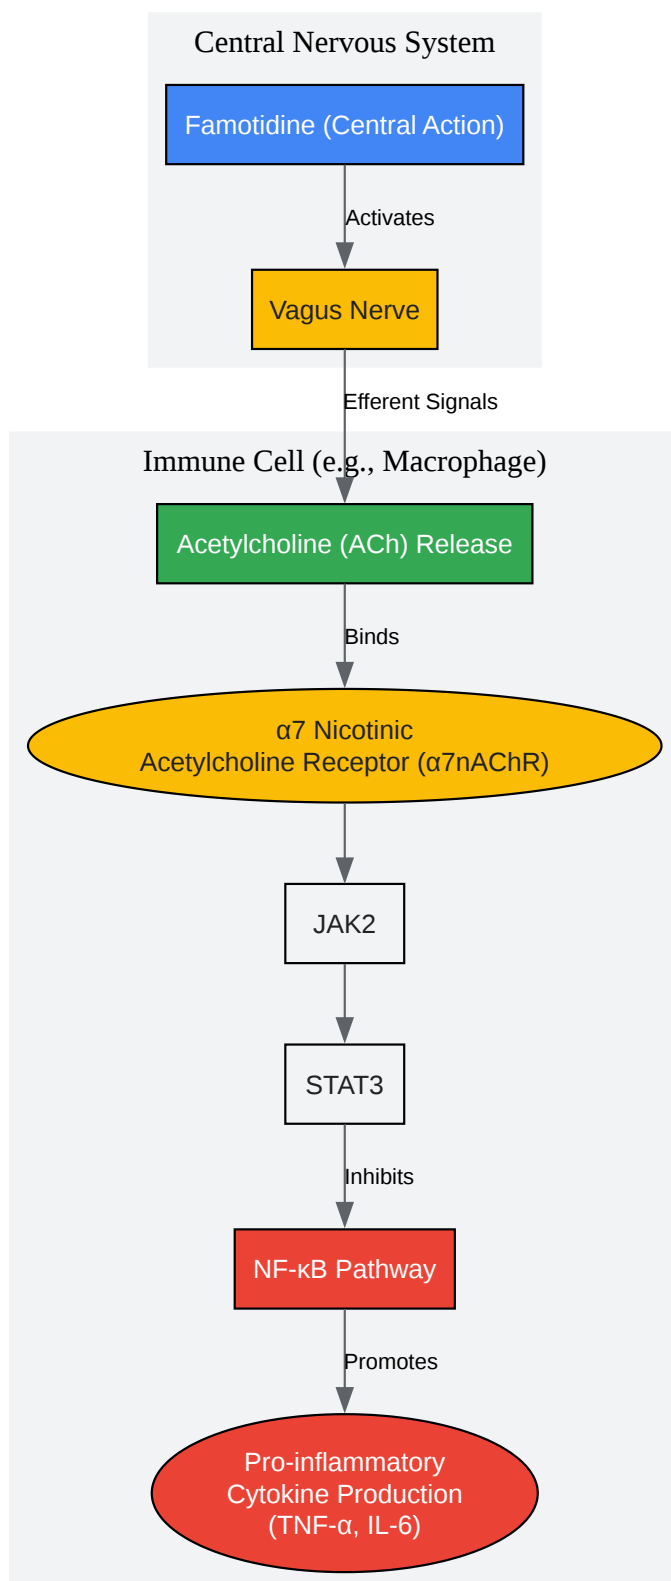 Central Nervous System
Famotidine (Central Action)
Activates
Vagus Nerve
Efferent Signals
Immune Cell (e.g., Macrophage)
Acetylcholine (ACh) Release
Binds
α7 Nicotinic
Acetylcholine Receptor (α7nAChR)
JAK2
STAT3
Inhibits
NF-κB Pathway
Promotes
Pro-inflammatory
Cytokine Production
(TNF-α, IL-6)